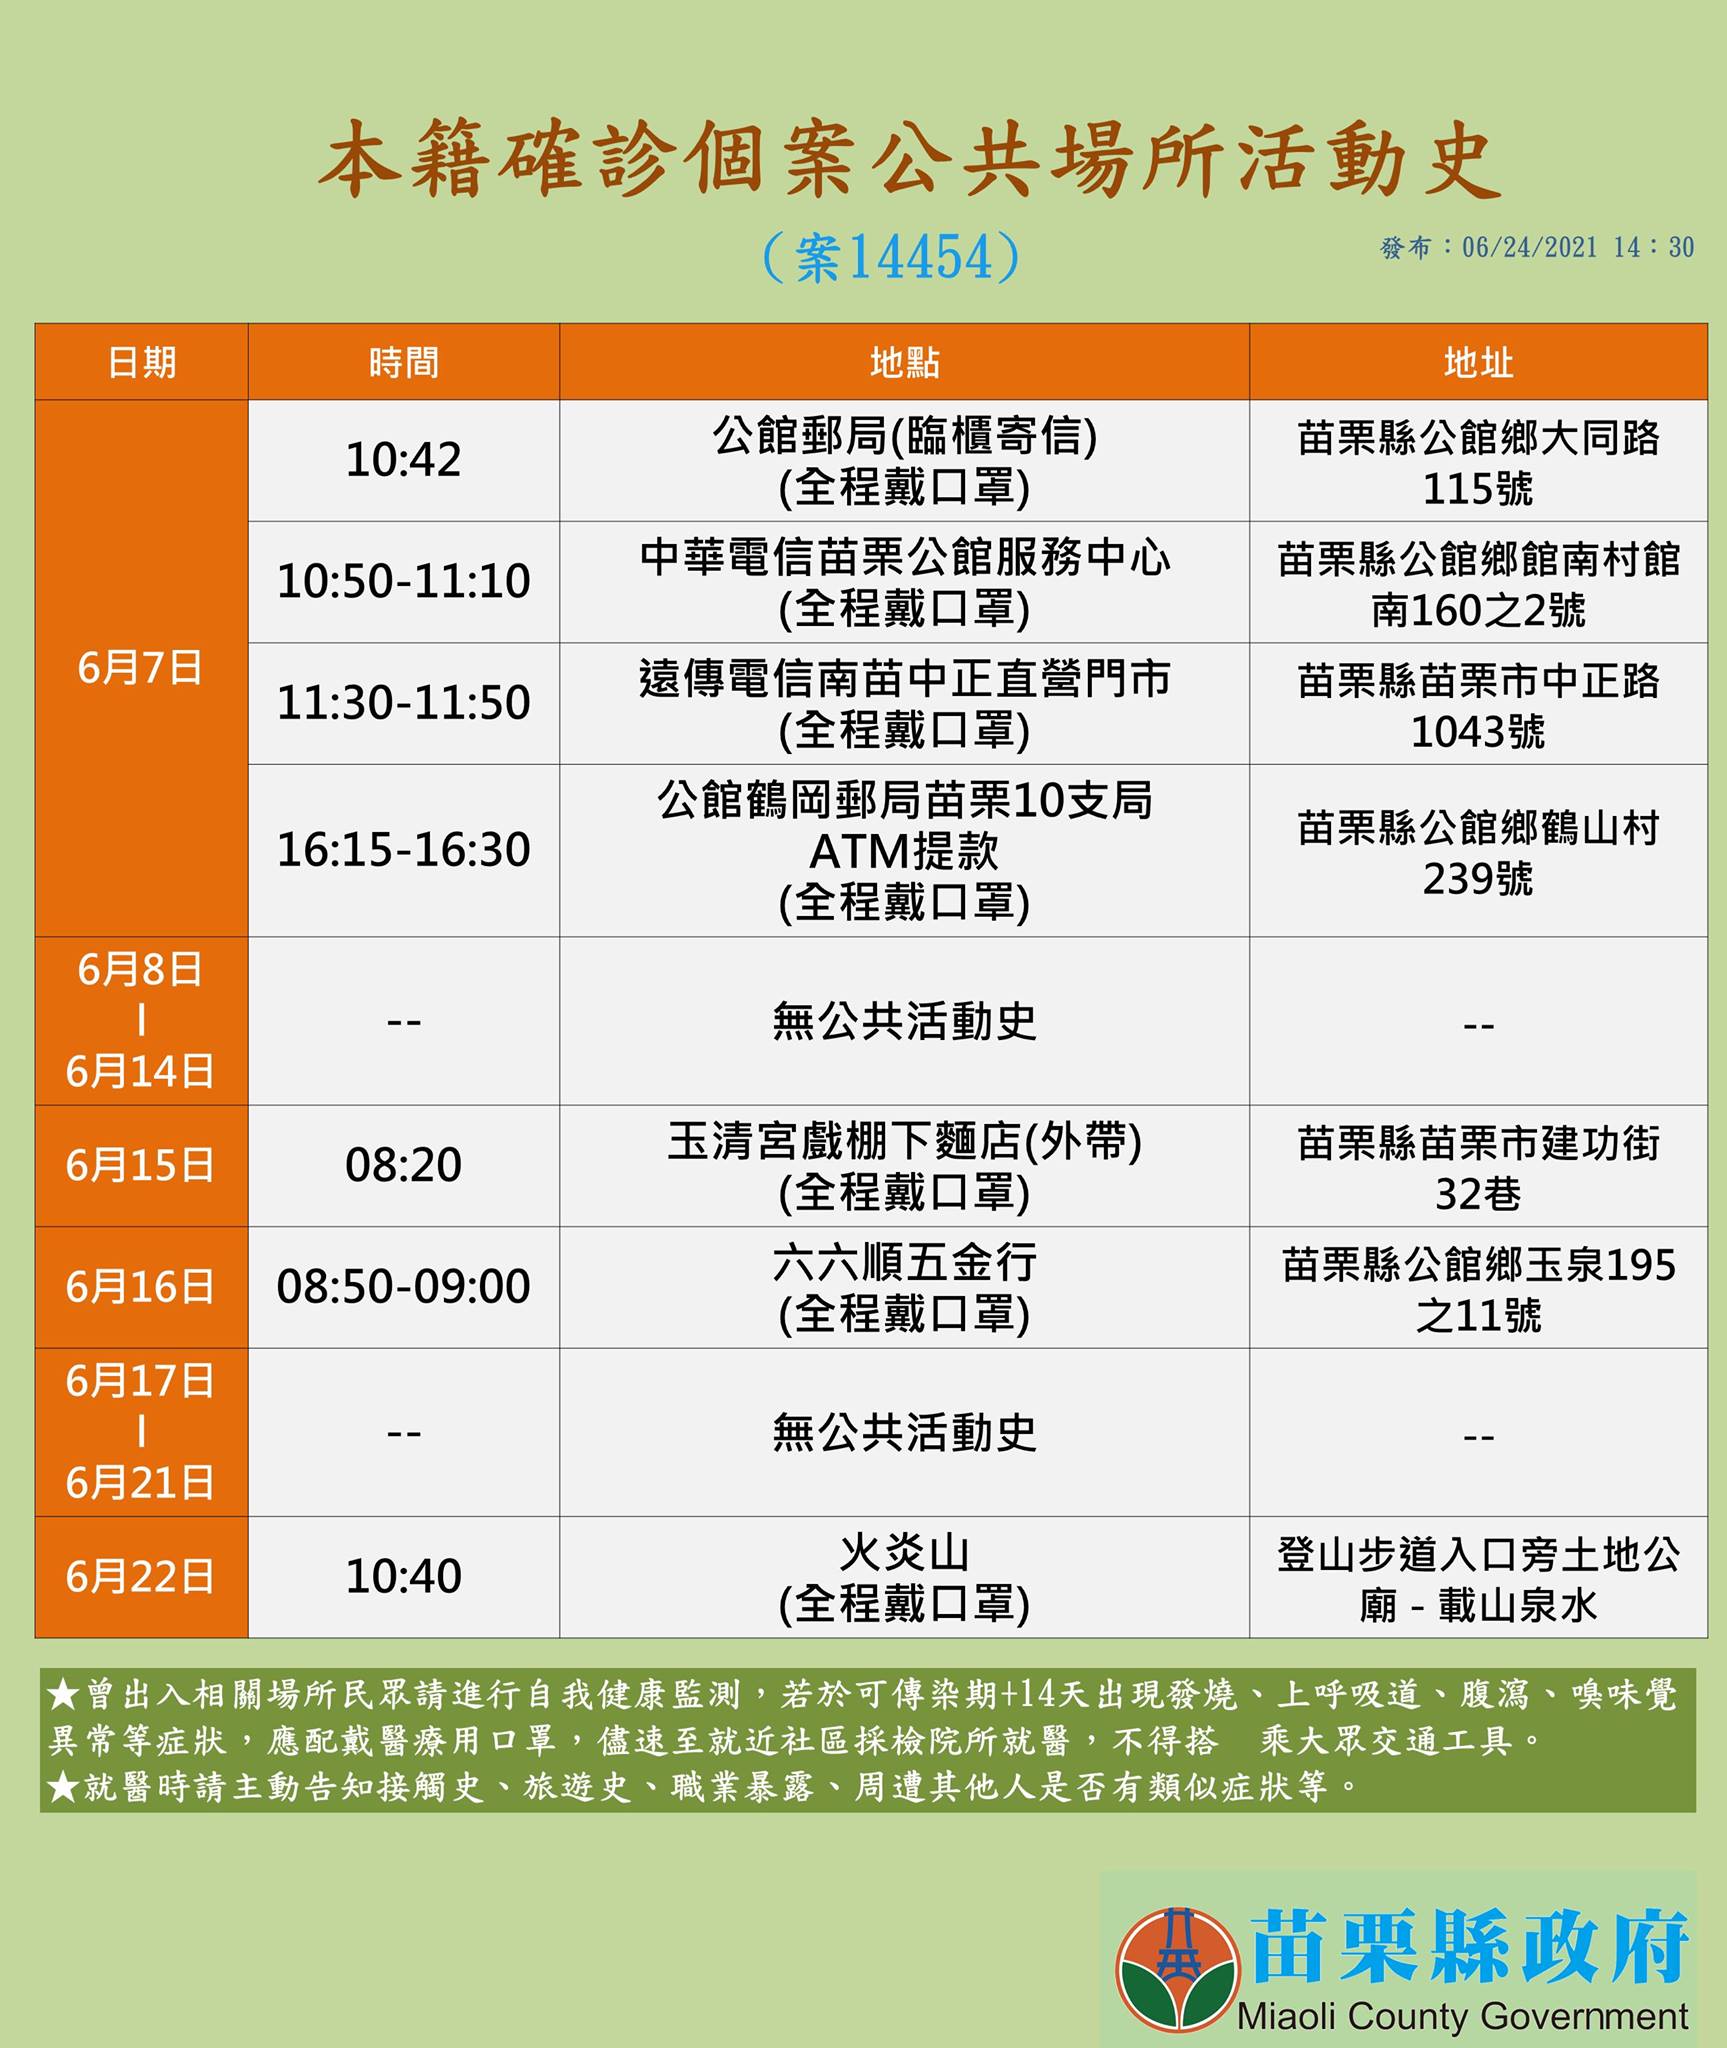 本籍確診個案公共場所活動史
（案14454）
發布：06/24/2021 14：30
日期 時間 地點 地址
6月7日
10:42
公館郵局(臨櫃寄信)
(全程戴口罩)
苗栗縣公館鄉大同路
115號
10:50-11:10
中華電信苗栗公館服務中心
(全程戴口罩)
苗栗縣公館鄉館南村館
南160之2號
11:30-11:50
遠傳電信南苗中正直營門市
(全程戴口罩)
苗栗縣苗栗市中正路
1043號
16:15-16:30
公館鶴岡郵局苗栗10支局
ATM提款
(全程戴口罩)
苗栗縣公館鄉鶴山村
239號
6月8日
|
6月14日
--
無公共活動史
--
6月15日
08:20
玉清宮戲棚下麵店(外帶)
(全程戴口罩)
苗栗縣苗栗市建功街
32巷
6月16日
08:50-09:00
六六順五金行
(全程戴口罩)
苗栗縣公館鄉玉泉195
之11號
6月17日
|
6月21日
--
無公共活動史
--
6月22日
10:40
火炎山
(全程戴口罩)
登山步道入口旁土地公
廟－載山泉水
★曾出入相關場所民眾請進行自我健康監測，若於可傳染期+14天出現發燒、上呼吸道、腹瀉、嗅味覺
異常等症狀，應配戴醫療用口罩，儘速至就近社區採檢院所就醫，不得搭　乘大眾交通工具。
★就醫時請主動告知接觸史、旅遊史、職業暴露、周遭其他人是否有類似症狀等。
苗栗縣政府
Miaoli County Government